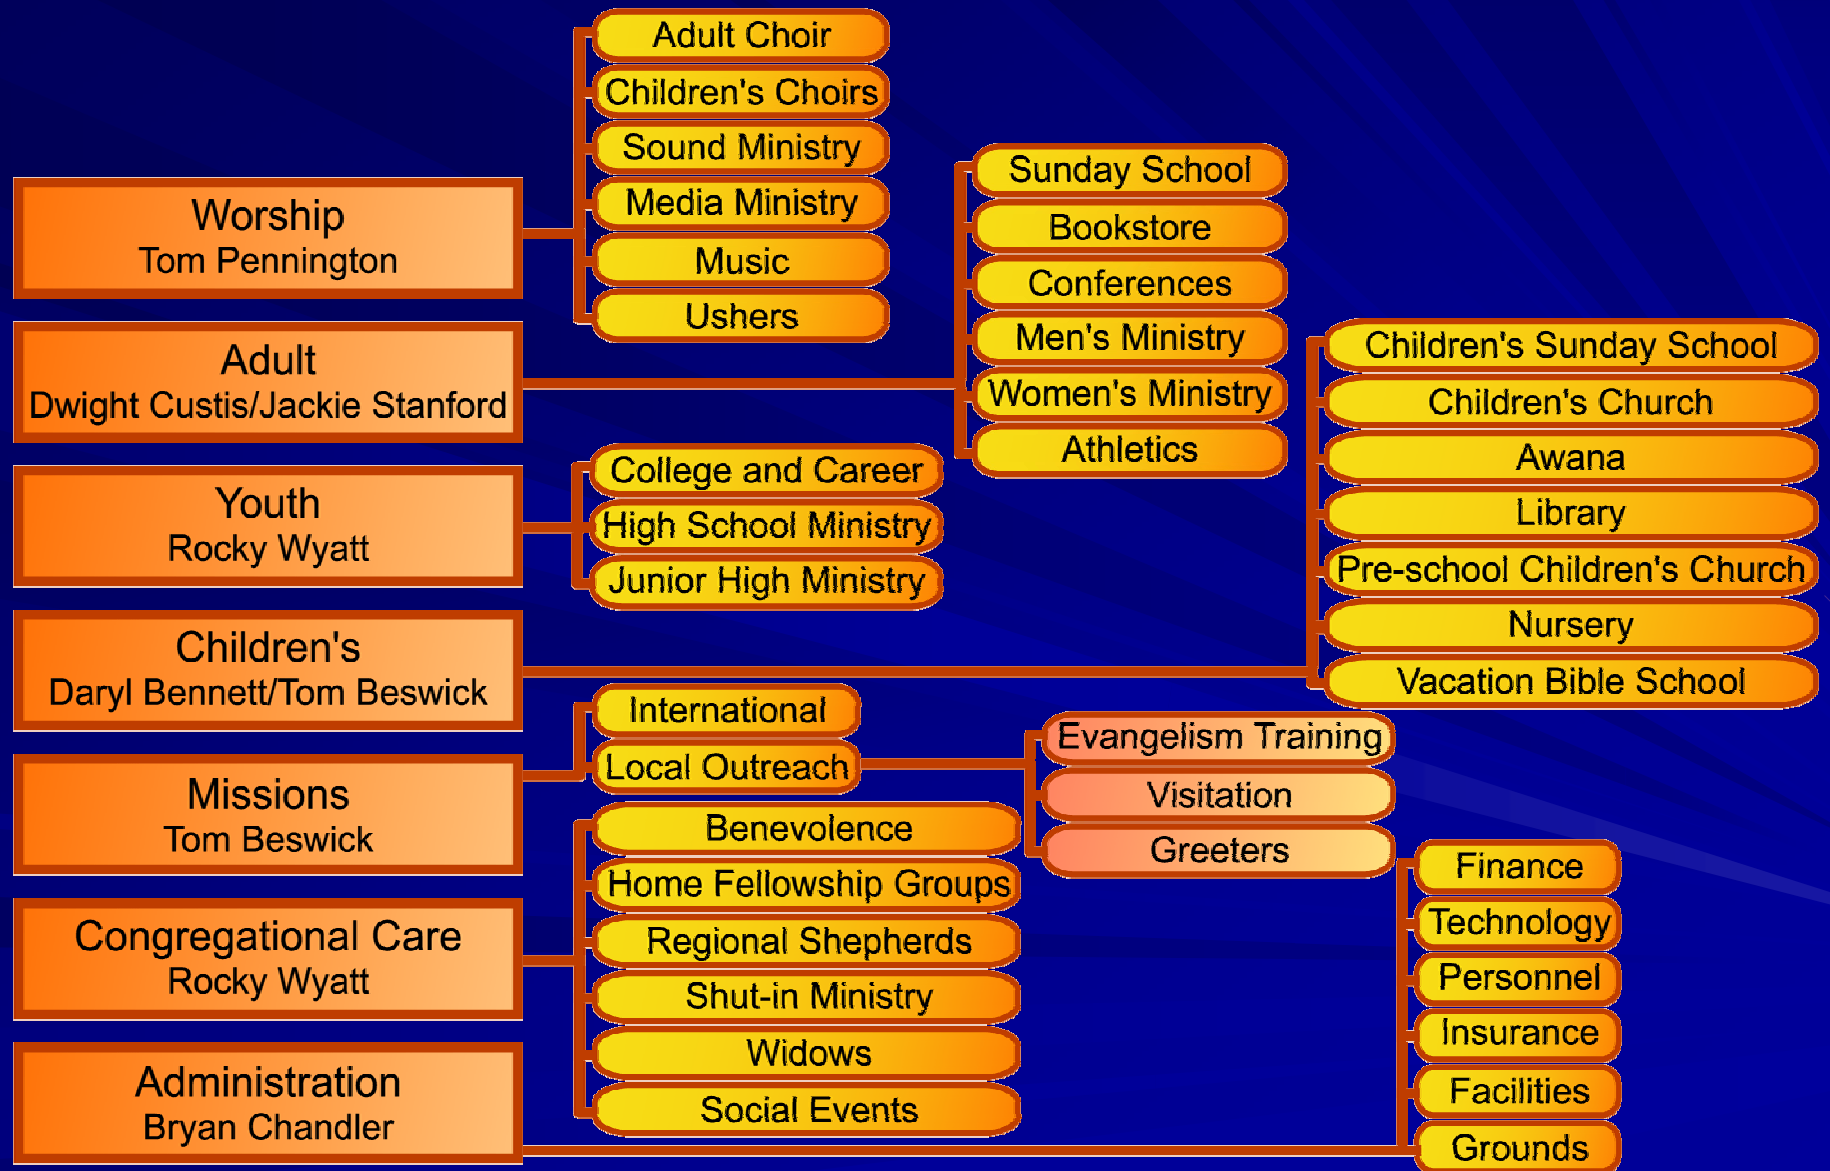 Worship
Tom Pennington
Adult Choir
Children's Choirs
Sound Ministry
Media Ministry
Music
Ushers
Adult
Dwight Custis/Jackie Stanford
Sunday School
Bookstore
Conferences
Men's Ministry
Women's Ministry
Athletics
Youth
Rocky Wyatt
College and Career
High School Ministry
Junior High Ministry
Children's
Daryl Bennett/Tom Beswick
Children's Sunday School
Children's Church
Awana
Library
Pre-school Children's Church
Nursery
Vacation Bible School
Missions
Tom Beswick
International
Local Outreach
Evangelism Training
Visitation
Greeters
Congregational Care
Rocky Wyatt
Benevolence
Home Fellowship Groups
Regional Shepherds
Shut-in Ministry
Widows
Social Events
Administration
Bryan Chandler
Finance
Technology
Personnel
Insurance
Facilities
Grounds